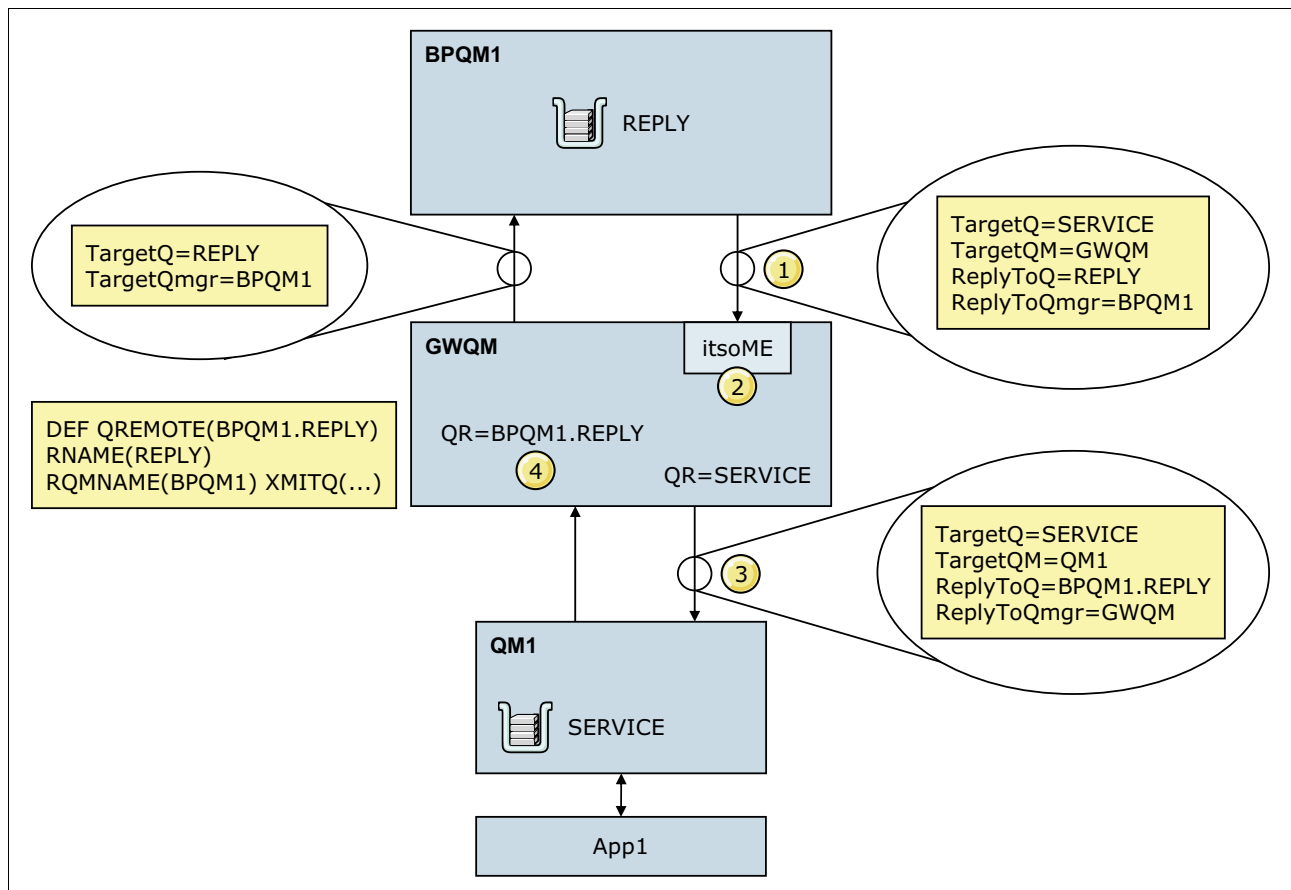 BPQM1
REPLY
TargetQ=REPLY
TargetQmgr=BPQM1
1
TargetQ=SERVICE
TargetQM=GWQM
ReplyToQ=REPLY
ReplyToQmgr=BPQM1
GWQM
itsoME
2
DEF QREMOTE(BPQM1.REPLY)
RNAME(REPLY)
RQMNAME(BPQM1) XMITQ(...)
QR=BPQM1.REPLY
4
QR=SERVICE
3
TargetQ=SERVICE
TargetQM=QM1
ReplyToQ=BPQM1.REPLY
ReplyToQmgr=GWQM
QM1
SERVICE
App1